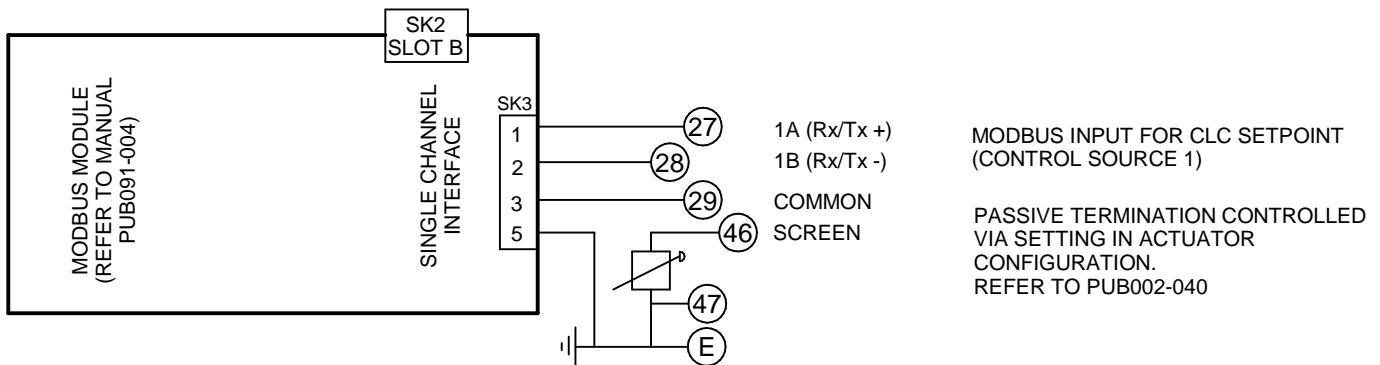 SK2
SLOT B
MODBUS MODULE
(REFER TO MANUAL
PUB091-004)
SINGLE CHANNEL
INTERFACE
SK3
1
2
3
5
27
28
29
46
47
E
1A (Rx/Tx +)
1B (Rx/Tx -)
COMMON
SCREEN
MODBUS INPUT FOR CLC SETPOINT
(CONTROL SOURCE 1)
PASSIVE TERMINATION CONTROLLED
VIA SETTING IN ACTUATOR
CONFIGURATION.
REFER TO PUB002-040